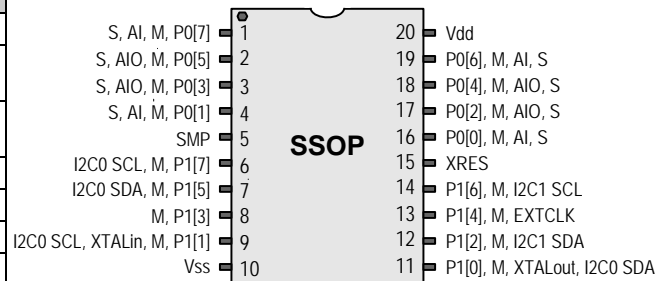 S, AI, M, P0[7] 1 20 Vdd
S, AIO, M, P0[5] 2 19 P0[6], M, AI, S
S, AIO, M, P0[3] 3 18 P0[4], M, AIO, S
S, AI, M, P0[1] 4 17 P0[2], M, AIO, S
SMP 5 SSOP 16 P0[0], M, AI, S
I2C0 SCL, M, P1[7] 6 15 XRES
I2C0 SDA, M, P1[5] 7 14 P1[6], M, I2C1 SCL
M, P1[3] 8 13 P1[4], M, EXTCLK
I2C0 SCL, XTALin, M, P1[1] 9 12 P1[2], M, I2C1 SDA
Vss 10 11 P1[0], M, XTALout, I2C0 SDA